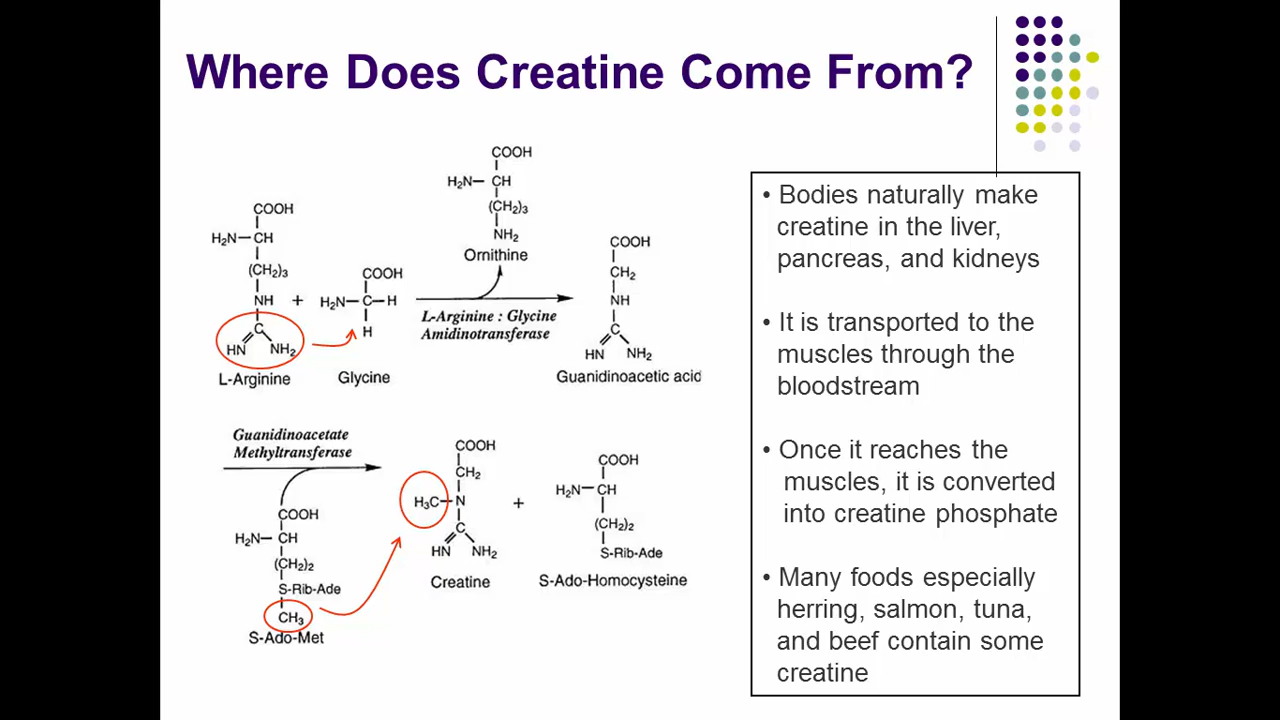 Where Does Creatine Come From?
COOH
H₂N–CH
(CH₂)₃
NH
C
HN NH₂
L-Arginine
+
COOH
H₂N–C–H
H
Glycine
COOH
H₂N–CH
(CH₂)₃
NH₂
Ornithine
L-Arginine : Glycine
Amidinotransferase
COOH
CH₂
NH
C
HN NH₂
Guanidinoacetic acid
Guanidinoacetate
Methyltransferase
COOH
H₂N–CH
(CH₂)₂
S-Rib-Ade
CH₃
S-Ado-Met
COOH
CH₂
H₃C–N
C
HN NH₂
Creatine
+
COOH
H₂N–CH
(CH₂)₂
S-Rib-Ade
S-Ado-Homocysteine
• Bodies naturally make
creatine in the liver,
pancreas, and kidneys
• It is transported to the
muscles through the
bloodstream
• Once it reaches the
muscles, it is converted
into creatine phosphate
• Many foods especially
herring, salmon, tuna,
and beef contain some
creatine